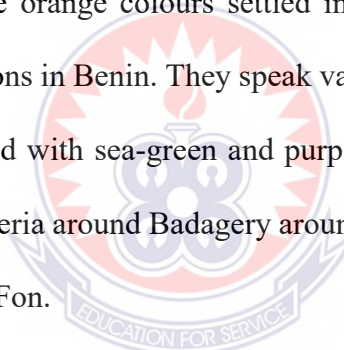 e orange colours settled in
ons in Benin. They speak va
d with sea-green and purp
eria around Badagery aroun
Fon.
EDUCATION FOR SERVICE